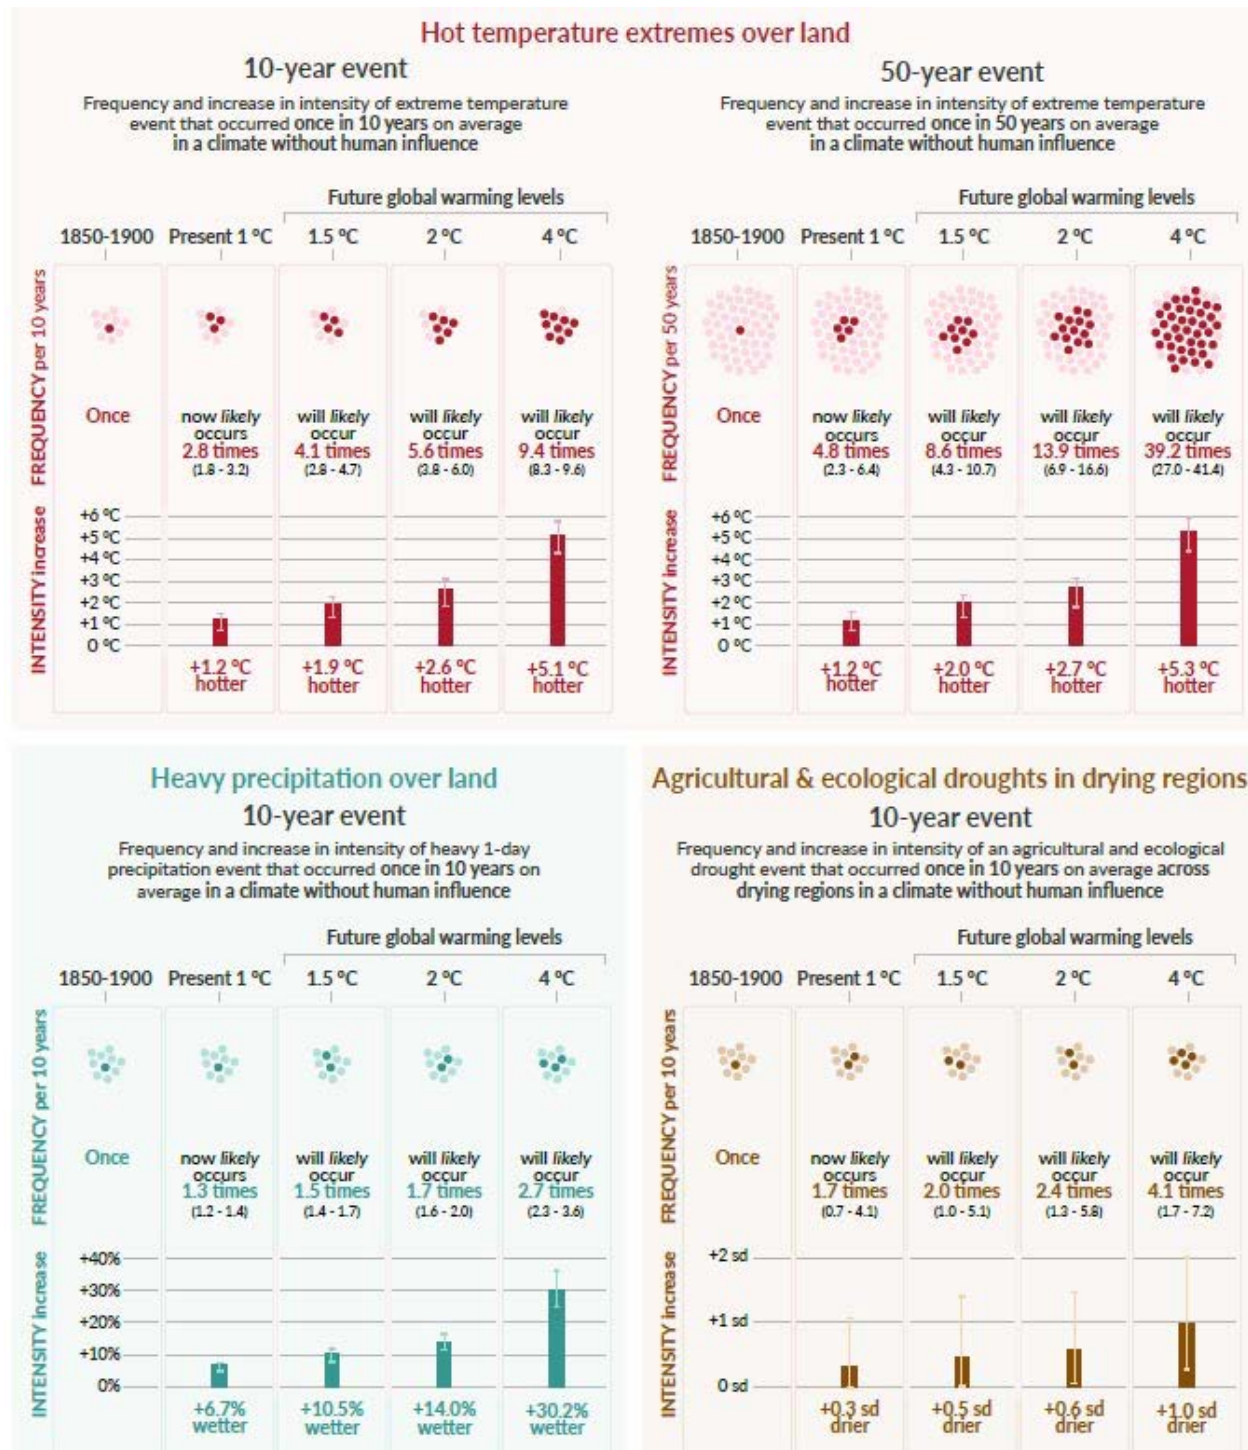 Hot temperature extremes over land
10-year event
Frequency and increase in intensity of extreme temperature
event that occurred once in 10 years on average
in a climate without human influence
Future global warming levels
1850-1900 Present 1 °C 1.5 °C 2 °C 4 °C
FREQUENCY per 10 years
Once
now likely occurs 2.8 times (1.8 - 3.2)
will likely occur 4.1 times (2.8 - 4.7)
will likely occur 5.6 times (3.8 - 6.0)
will likely occur 9.4 times (8.3 - 9.6)
INTENSITY increase
+6 °C
+5 °C
+4 °C
+3 °C
+2 °C
+1 °C
0 °C
+1.2 °C hotter
+1.9 °C hotter
+2.6 °C hotter
+5.1 °C hotter
50-year event
Frequency and increase in intensity of extreme temperature
event that occurred once in 50 years on average
in a climate without human influence
Future global warming levels
1850-1900 Present 1 °C 1.5 °C 2 °C 4 °C
FREQUENCY per 50 years
Once
now likely occurs 4.8 times (2.3 - 6.4)
will likely occur 8.6 times (4.3 - 10.7)
will likely occur 13.9 times (6.9 - 16.6)
will likely occur 39.2 times (27.0 - 41.4)
INTENSITY increase
+6 °C
+5 °C
+4 °C
+3 °C
+2 °C
+1 °C
0 °C
+1.2 °C hotter
+2.0 °C hotter
+2.7 °C hotter
+5.3 °C hotter
Heavy precipitation over land
10-year event
Frequency and increase in intensity of heavy 1-day
precipitation event that occurred once in 10 years on
average in a climate without human influence
Future global warming levels
1850-1900 Present 1 °C 1.5 °C 2 °C 4 °C
FREQUENCY per 10 years
Once
now likely occurs 1.3 times (1.2 - 1.4)
will likely occur 1.5 times (1.4 - 1.7)
will likely occur 1.7 times (1.6 - 2.0)
will likely occur 2.7 times (2.3 - 3.6)
INTENSITY increase
+40%
+30%
+20%
+10%
0%
+6.7% wetter
+10.5% wetter
+14.0% wetter
+30.2% wetter
Agricultural & ecological droughts in drying regions
10-year event
Frequency and increase in intensity of an agricultural and ecological
drought event that occurred once in 10 years on average across
drying regions in a climate without human influence
Future global warming levels
1850-1900 Present 1 °C 1.5 °C 2 °C 4 °C
FREQUENCY per 10 years
Once
now likely occurs 1.7 times (0.7 - 4.1)
will likely occur 2.0 times (1.0 - 5.1)
will likely occur 2.4 times (1.3 - 5.8)
will likely occur 4.1 times (1.7 - 7.2)
INTENSITY increase
+2 sd
+1 sd
0 sd
+0.3 sd drier
+0.5 sd drier
+0.6 sd drier
+1.0 sd drier